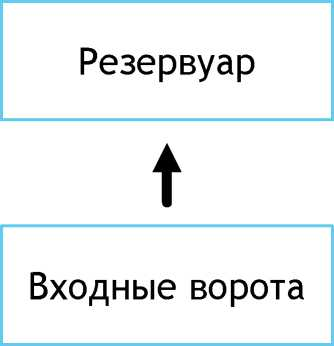 Резервуар
Входные ворота